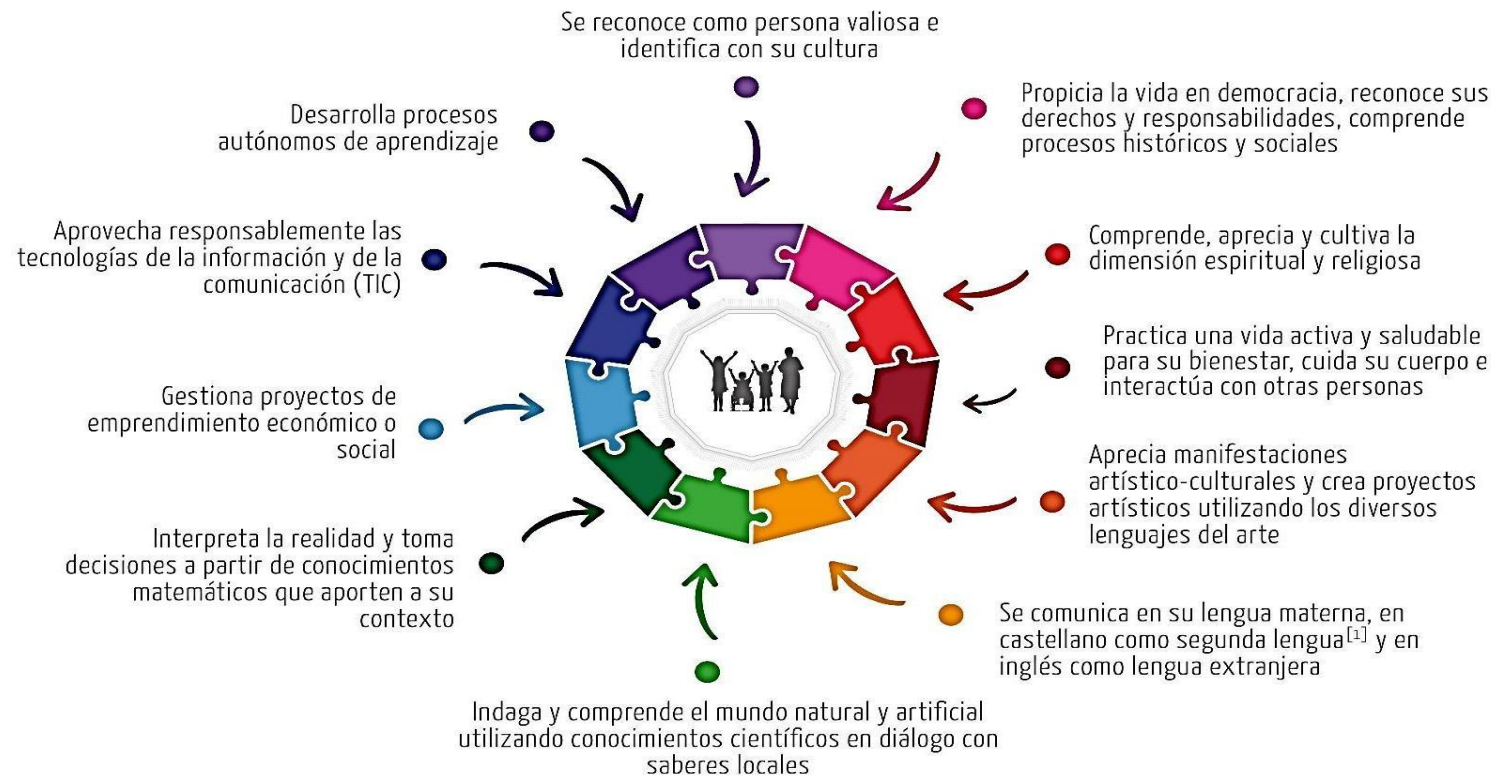 Se reconoce como persona valiosa e
identifica con su cultura
Propicia la vida en democracia, reconoce sus
derechos y responsabilidades, comprende
procesos históricos y sociales
Comprende, aprecia y cultiva la
dimensión espiritual y religiosa
Practica una vida activa y saludable
para su bienestar, cuida su cuerpo e
interactúa con otras personas
Aprecia manifestaciones
artístico-culturales y crea proyectos
artísticos utilizando los diversos
lenguajes del arte
Se comunica en su lengua materna, en
castellano como segunda lengua[1] y en
inglés como lengua extranjera
Indaga y comprende el mundo natural y artificial
utilizando conocimientos científicos en diálogo con
saberes locales
Interpreta la realidad y toma
decisiones a partir de conocimientos
matemáticos que aporten a su
contexto
Gestiona proyectos de
emprendimiento económico o
social
Aprovecha responsablemente las
tecnologías de la información y de la
comunicación (TIC)
Desarrolla procesos
autónomos de aprendizaje